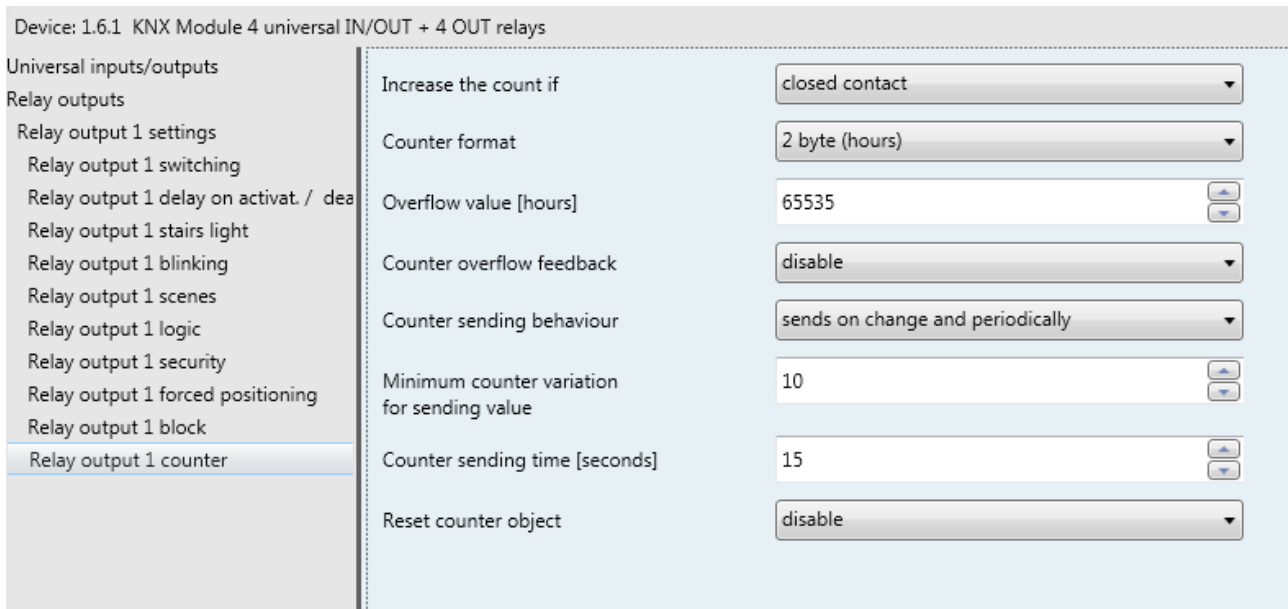 Device: 1.6.1 KNX Module 4 universal IN/OUT + 4 OUT relays
Universal inputs/outputs
Relay outputs
Relay output 1 settings
Relay output 1 switching
Relay output 1 delay on activat. / dea
Relay output 1 stairs light
Relay output 1 blinking
Relay output 1 scenes
Relay output 1 logic
Relay output 1 security
Relay output 1 forced positioning
Relay output 1 block
Relay output 1 counter
Increase the count if closed contact
Counter format 2 byte (hours)
Overflow value [hours] 65535
Counter overflow feedback disable
Counter sending behaviour sends on change and periodically
Minimum counter variation 10
for sending value
Counter sending time [seconds] 15
Reset counter object disable